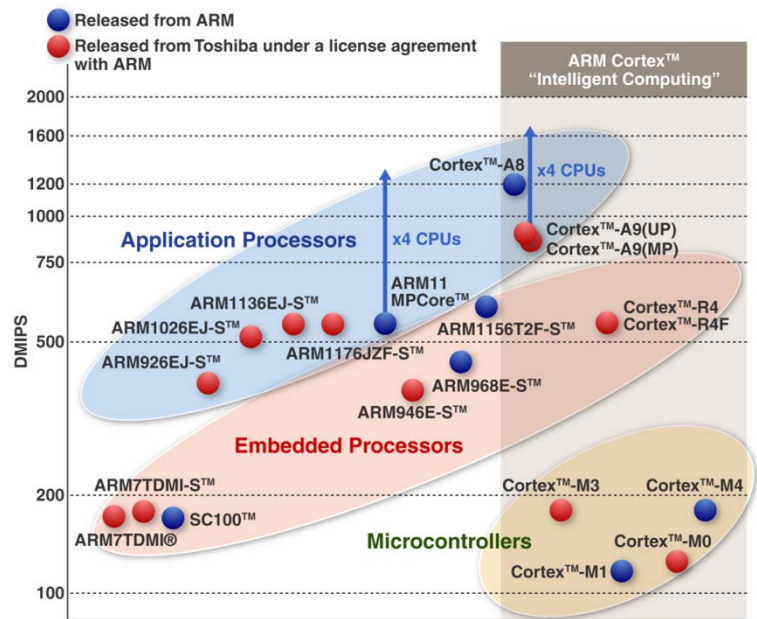 Released from ARM
Released from Toshiba under a license agreement
with ARM
ARM Cortex™
“Intelligent Computing”
DMIPS
2000
1600
1200
1000
750
500
200
100
Cortex™-A8
x4 CPUs
Application Processors
x4 CPUs
Cortex™-A9(UP)
Cortex™-A9(MP)
ARM11
MPCore™
ARM1136EJ-S™
ARM1026EJ-S™
ARM1176JZF-S™
ARM926EJ-S™
ARM1156T2F-S™
Cortex™-R4
Cortex™-R4F
ARM968E-S™
ARM946E-S™
Embedded Processors
ARM7TDMI-S™
SC100™
ARM7TDMI®
Cortex™-M3
Cortex™-M4
Microcontrollers
Cortex™-M0
Cortex™-M1